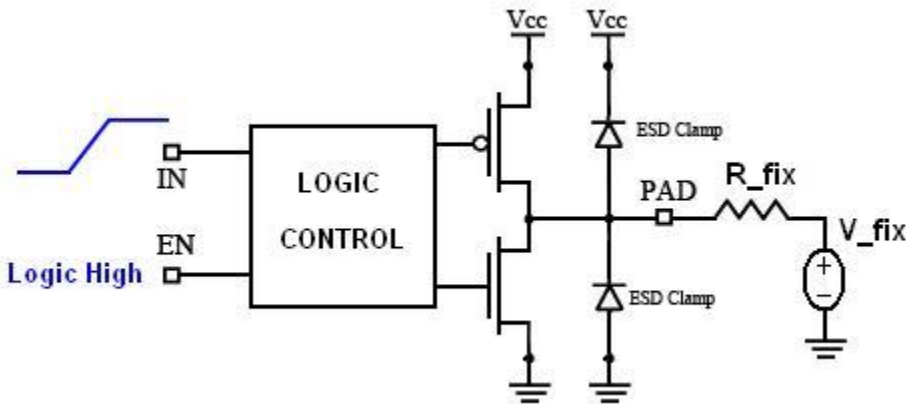 Vcc Vcc
ESD Clamp
IN
LOGIC
CONTROL
PAD
R_fix
V_fix
+
−
EN
Logic High
ESD Clamp